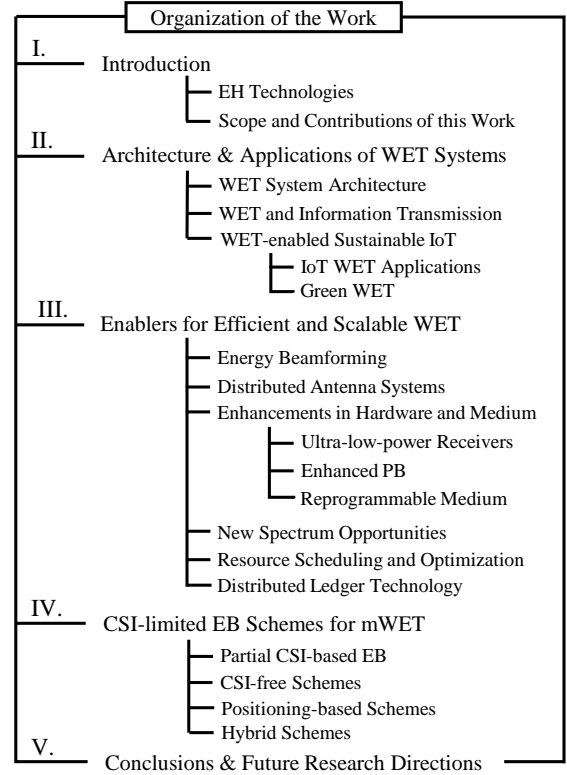 Organization of the Work
I. Introduction
EH Technologies
Scope and Contributions of this Work
II. Architecture & Applications of WET Systems
WET System Architecture
WET and Information Transmission
WET-enabled Sustainable IoT
IoT WET Applications
Green WET
III. Enablers for Efficient and Scalable WET
Energy Beamforming
Distributed Antenna Systems
Enhancements in Hardware and Medium
Ultra-low-power Receivers
Enhanced PB
Reprogrammable Medium
New Spectrum Opportunities
Resource Scheduling and Optimization
Distributed Ledger Technology
IV. CSI-limited EB Schemes for mWET
Partial CSI-based EB
CSI-free Schemes
Positioning-based Schemes
Hybrid Schemes
V. Conclusions & Future Research Directions